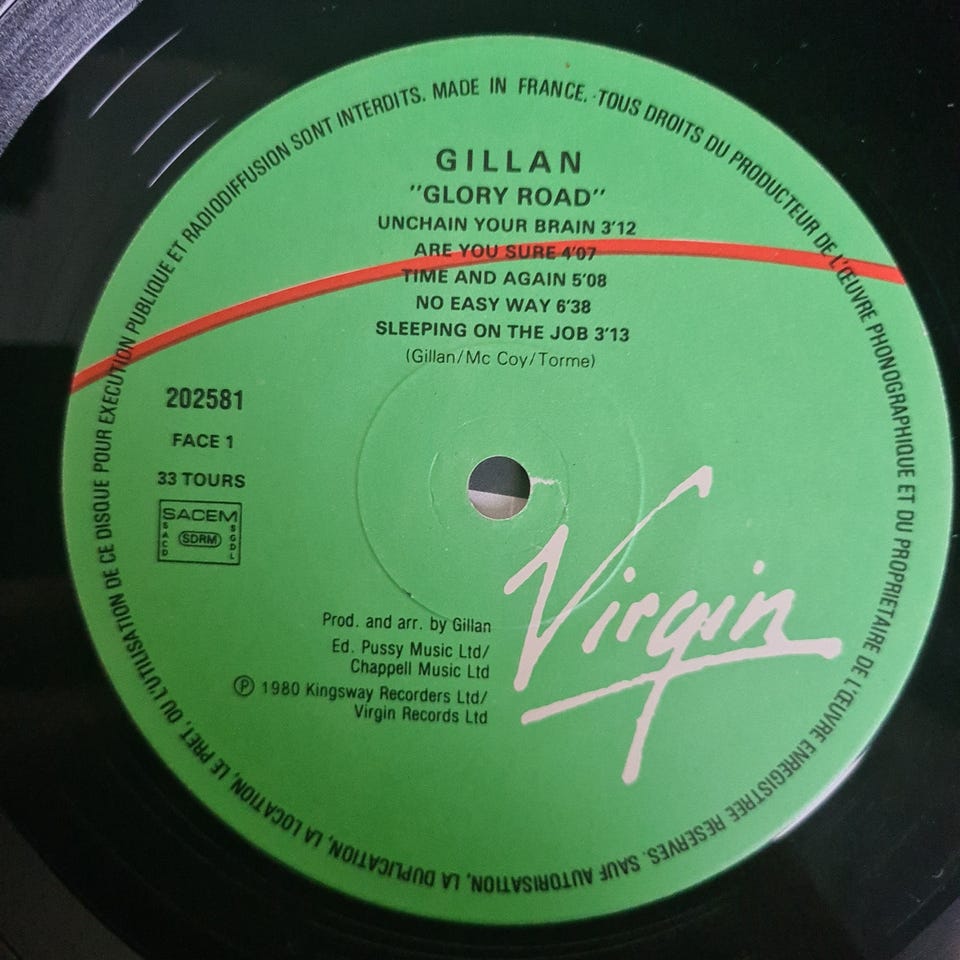 GILLAN
"GLORY ROAD"
UNCHAIN YOUR BRAIN 3'12
ARE YOU SURE 4'07
TIME AND AGAIN 5'08
NO EASY WAY 6'38
SLEEPING ON THE JOB 3'13
(Gillan/Mc Coy/Torme)
202581
FACE 1
33 TOURS
SACEM
SACD
SDRM
SGDL
Prod. and arr. by Gillan
Ed. Pussy Music Ltd/
Chappell Music Ltd
Ⓟ 1980 Kingsway Recorders Ltd/
Virgin Records Ltd
Virgin
MADE IN FRANCE. TOUS DROITS DU PRODUCTEUR DE L'ŒUVRE PHONOGRAPHIQUE ET DU PROPRIETAIRE DE L'ŒUVRE ENREGISTREE RESERVES. SAUF AUTORISATION, LA DUPLICATION, LA LOCATION, LE PRET, OU L'UTILISATION DE CE DISQUE POUR EXECUTION PUBLIQUE ET RADIODIFFUSION SONT INTERDITS.